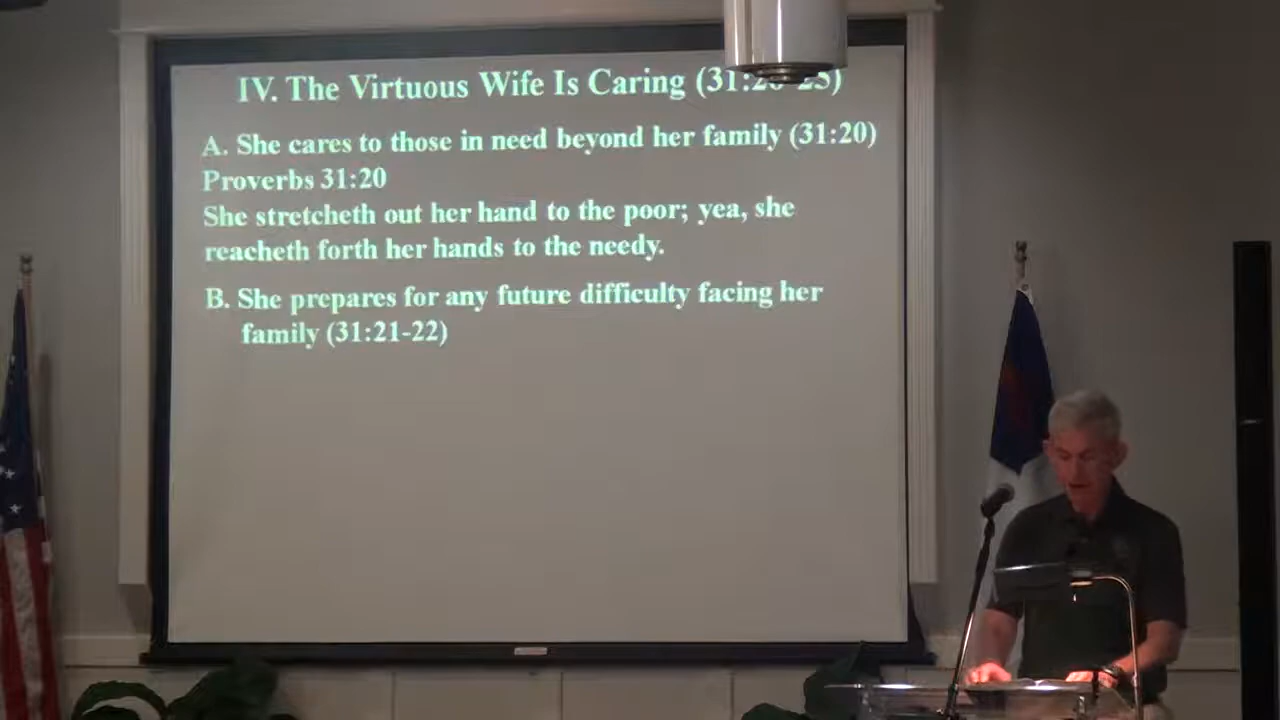 IV. The Virtuous Wife Is Caring (31:20-25)
A. She cares to those in need beyond her family (31:20)
Proverbs 31:20
She stretcheth out her hand to the poor; yea, she
reacheth forth her hands to the needy.
B. She prepares for any future difficulty facing her
family (31:21-22)